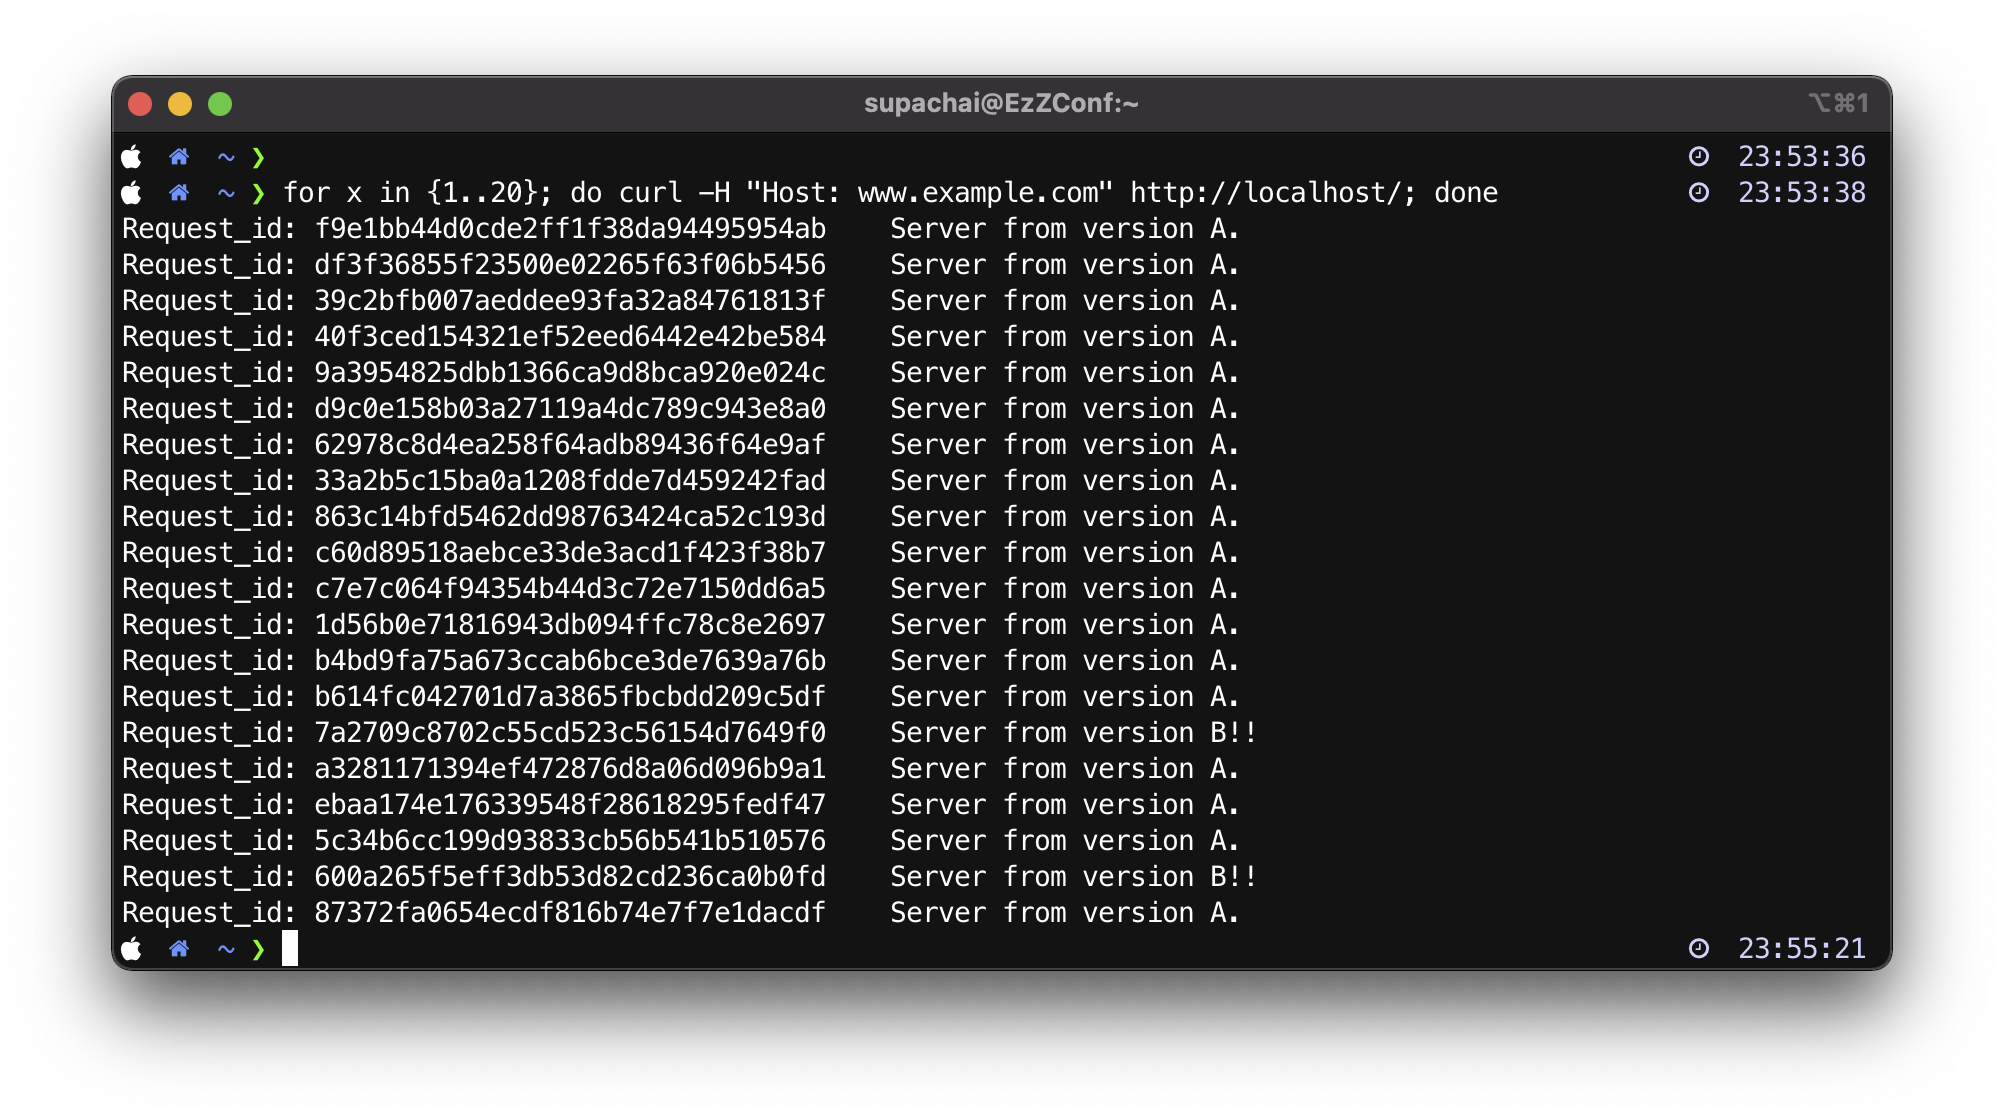 supachai@EzZConf:~ ⌥⌘1
~ ❯ 23:53:36
~ ❯ for x in {1..20}; do curl -H "Host: www.example.com" http://localhost/; done 23:53:38
Request_id: f9e1bb44d0cde2ff1f38da94495954ab Server from version A.
Request_id: df3f36855f23500e02265f63f06b5456 Server from version A.
Request_id: 39c2bfb007aeddee93fa32a84761813f Server from version A.
Request_id: 40f3ced154321ef52eed6442e42be584 Server from version A.
Request_id: 9a3954825dbb1366ca9d8bca920e024c Server from version A.
Request_id: d9c0e158b03a27119a4dc789c943e8a0 Server from version A.
Request_id: 62978c8d4ea258f64adb89436f64e9af Server from version A.
Request_id: 33a2b5c15ba0a1208fdde7d459242fad Server from version A.
Request_id: 863c14bfd5462dd98763424ca52c193d Server from version A.
Request_id: c60d89518aebce33de3acd1f423f38b7 Server from version A.
Request_id: c7e7c064f94354b44d3c72e7150dd6a5 Server from version A.
Request_id: 1d56b0e71816943db094ffc78c8e2697 Server from version A.
Request_id: b4bd9fa75a673ccab6bce3de7639a76b Server from version A.
Request_id: b614fc042701d7a3865fbcbdd209c5df Server from version A.
Request_id: 7a2709c8702c55cd523c56154d7649f0 Server from version B!!
Request_id: a3281171394ef472876d8a06d096b9a1 Server from version A.
Request_id: ebaa174e176339548f28618295fedf47 Server from version A.
Request_id: 5c34b6cc199d93833cb56b541b510576 Server from version A.
Request_id: 600a265f5eff3db53d82cd236ca0b0fd Server from version B!!
Request_id: 87372fa0654ecdf816b74e7f7e1dacdf Server from version A.
~ ❯ 23:55:21